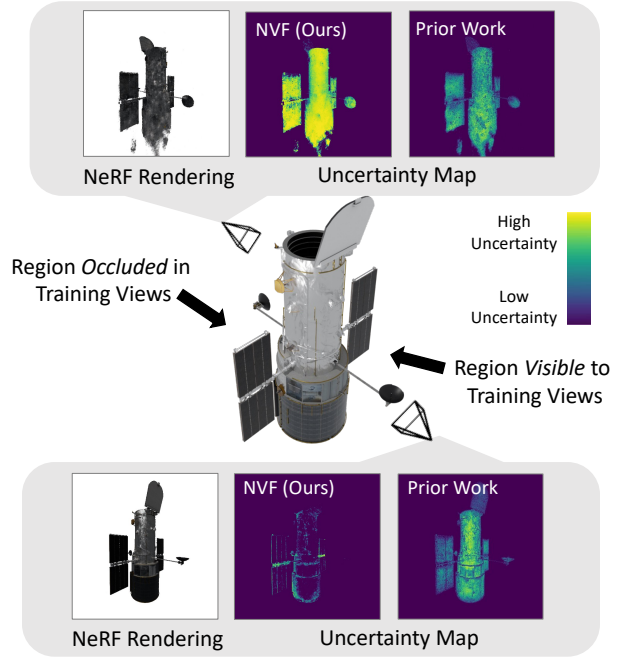 NVF (Ours)
Prior Work
NeRF Rendering
Uncertainty Map
High
Uncertainty
Low
Uncertainty
Region Occluded in
Training Views
Region Visible to
Training Views
NVF (Ours)
Prior Work
NeRF Rendering
Uncertainty Map